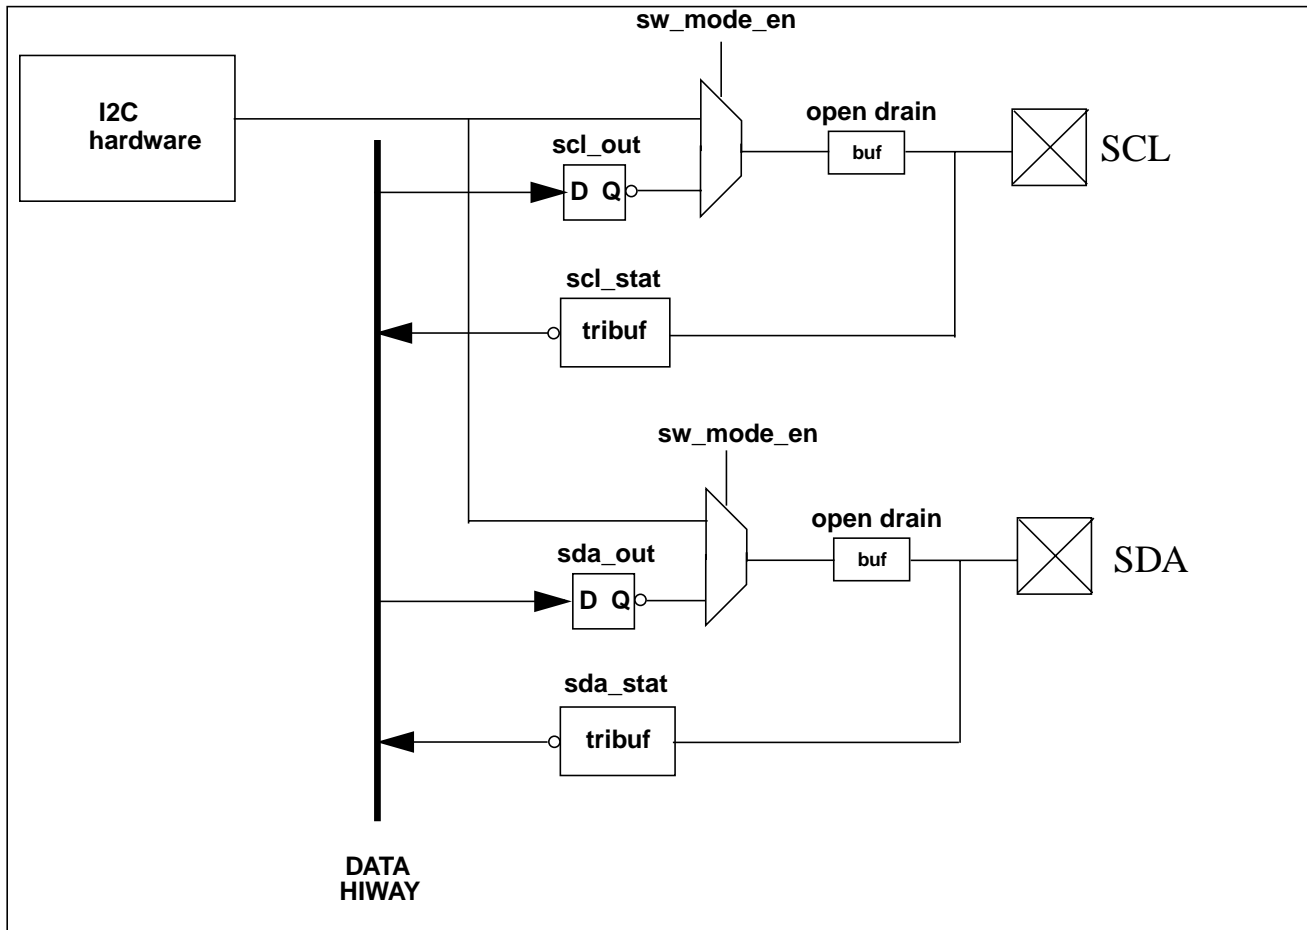 sw_mode_en
I2C
hardware
open drain
scl_out
buf
SCL
D Q
scl_stat
tribuf
sw_mode_en
open drain
sda_out
buf
SDA
D Q
sda_stat
tribuf
DATA
HIWAY